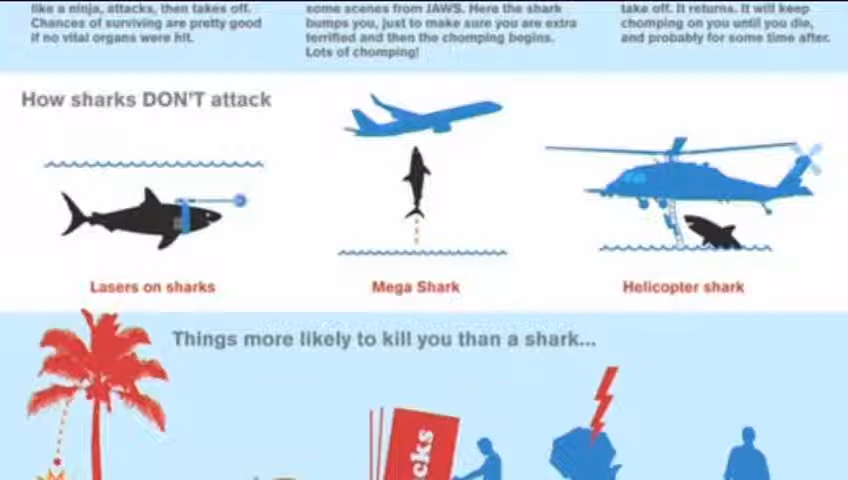 like a ninja, attacks, then takes off.
Chances of surviving are pretty good
if no vital organs were hit.
some scenes from JAWS. Here the shark
bumps you, just to make sure you are extra
terrified and then the chomping begins.
Lots of chomping!
take off. It returns. It will keep
chomping on you until you die,
and probably for some time after.
How sharks DON'T attack
Lasers on sharks
Mega Shark
Helicopter shark
Things more likely to kill you than a shark...
cks